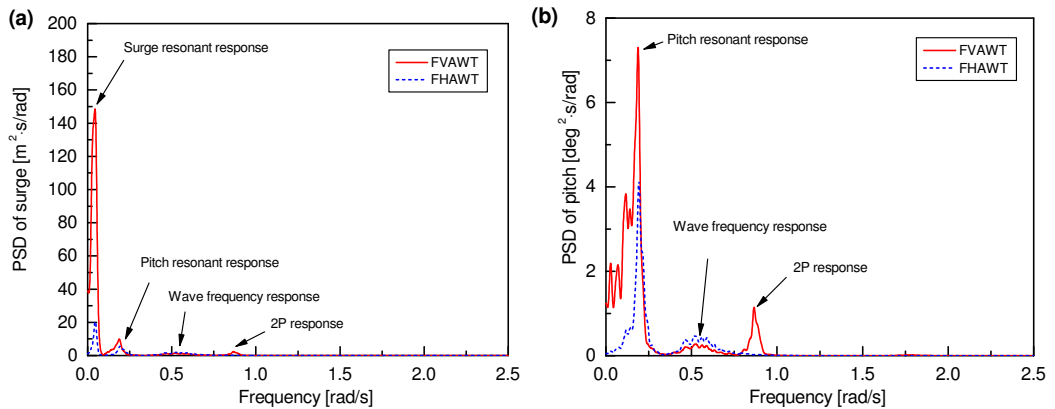 (a)
200
180
160
140
120
100
80
60
40
20
0
PSD of surge [m²·s/rad]
Surge resonant response
FVAWT
FHAWT
Pitch resonant response
Wave frequency response
2P response
0.0 0.5 1.0 1.5 2.0 2.5
Frequency [rad/s]
(b)
8
6
4
2
0
PSD of pitch [deg²·s/rad]
Pitch resonant response
FVAWT
FHAWT
Wave frequency response
2P response
0.0 0.5 1.0 1.5 2.0 2.5
Frequency [rad/s]